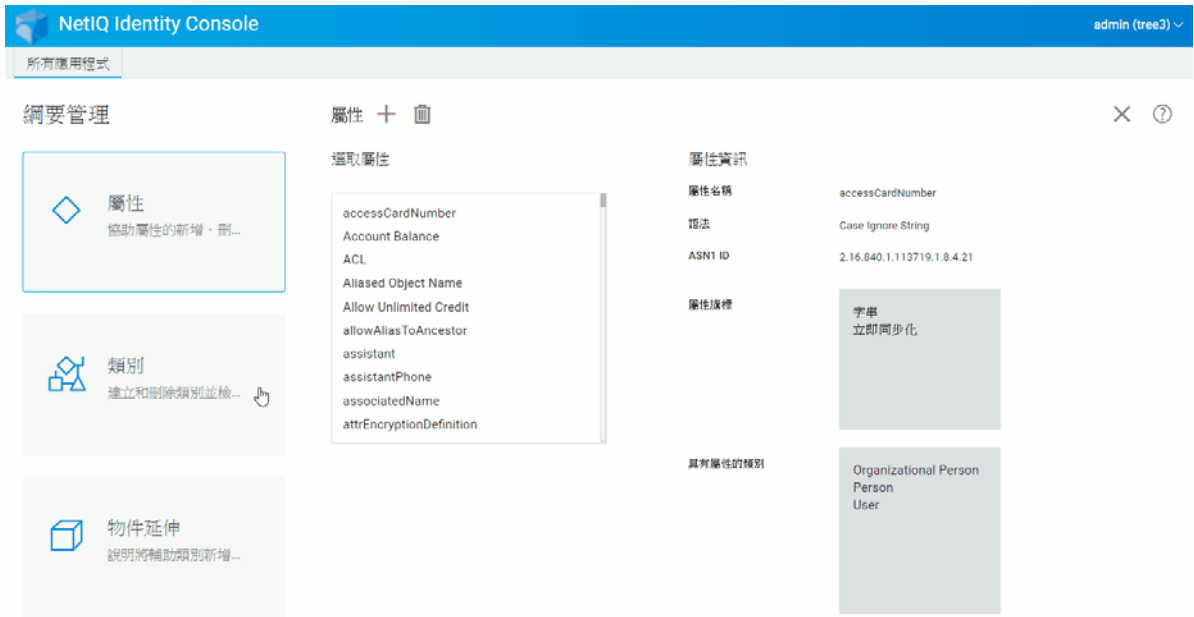 NetIQ Identity Console
admin (tree3)
所有應用程式
綱要管理
屬性
協助屬性的新增、刪...
類別
建立和刪除類別並檢...
物件延伸
說明將輔助類別新增...
屬性
選取屬性
accessCardNumber
Account Balance
ACL
Aliased Object Name
Allow Unlimited Credit
allowAliasToAncestor
assistant
assistantPhone
associatedName
attrEncryptionDefinition
屬性資訊
屬性名稱 accessCardNumber
語法 Case Ignore String
ASN1 ID 2.16.840.1.113719.1.8.4.21
屬性旗標
字串
立即同步化
具有屬性的類別
Organizational Person
Person
User